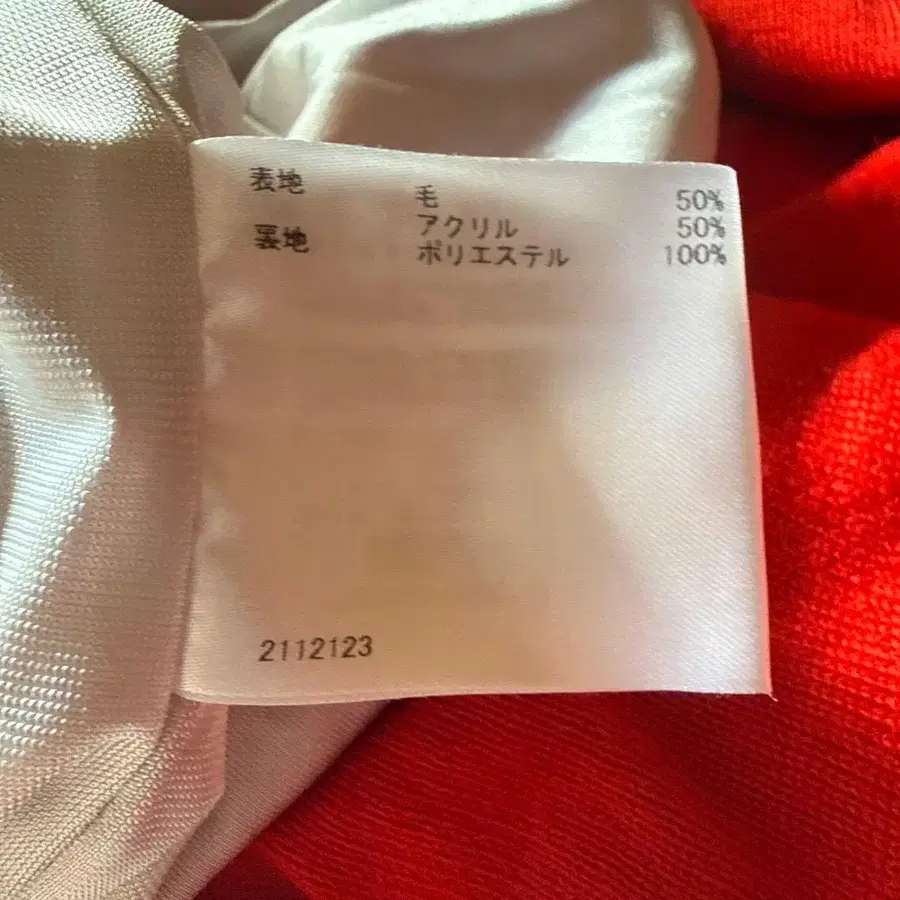 表地 毛 50%
アクリル 50%
裏地 ポリエステル 100%
2112123